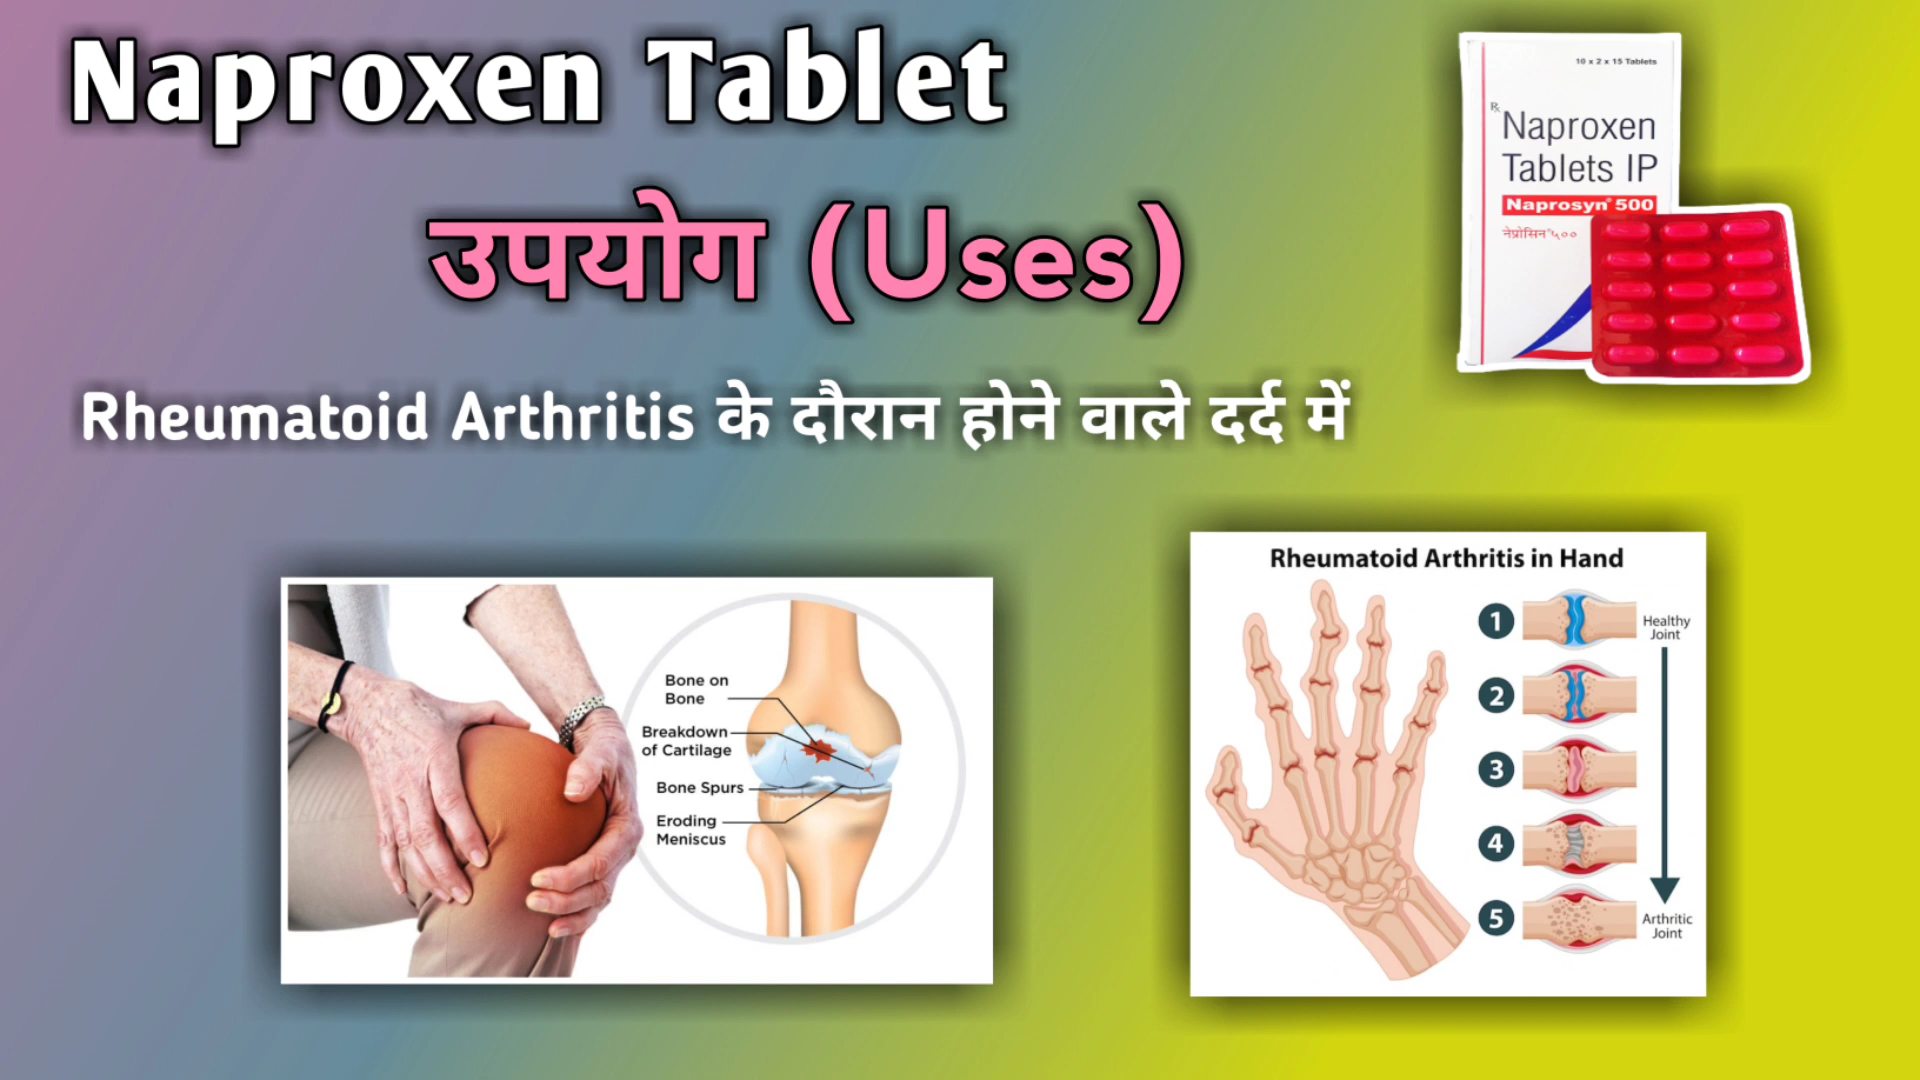 Naproxen Tablet
उपयोग (Uses)
Rheumatoid Arthritis के दौरान होने वाले दर्द में
10 x 2 x 15 Tablets
Rx
Naproxen
Tablets IP
Naprosyn® 500
नेप्रोसिन®५००
Bone on
Bone
Breakdown
of Cartilage
Bone Spurs
Eroding
Meniscus
Rheumatoid Arthritis in Hand
1
Healthy
Joint
2
3
4
5
Arthritic
Joint